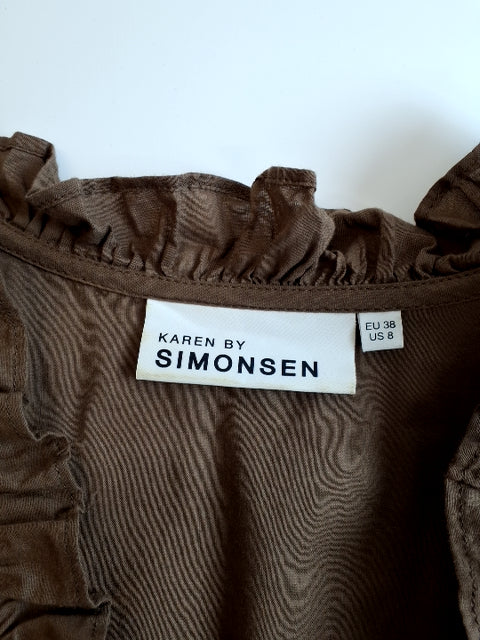 KAREN BY
SIMONSEN
EU 38
US 8